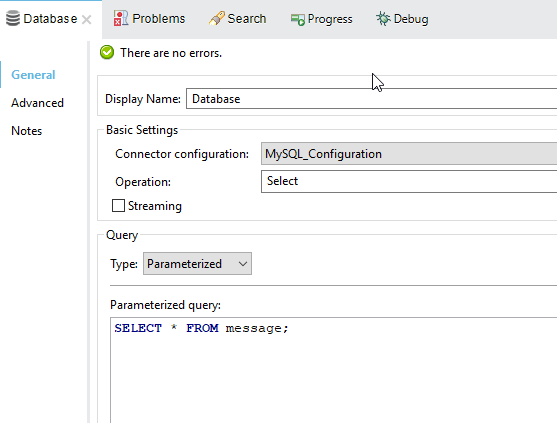 Database Problems Search Progress Debug
There are no errors.
General
Advanced
Notes
Display Name: Database
Basic Settings
Connector configuration: MySQL_Configuration
Operation: Select
Streaming
Query
Type: Parameterized
Parameterized query:
SELECT * FROM message;